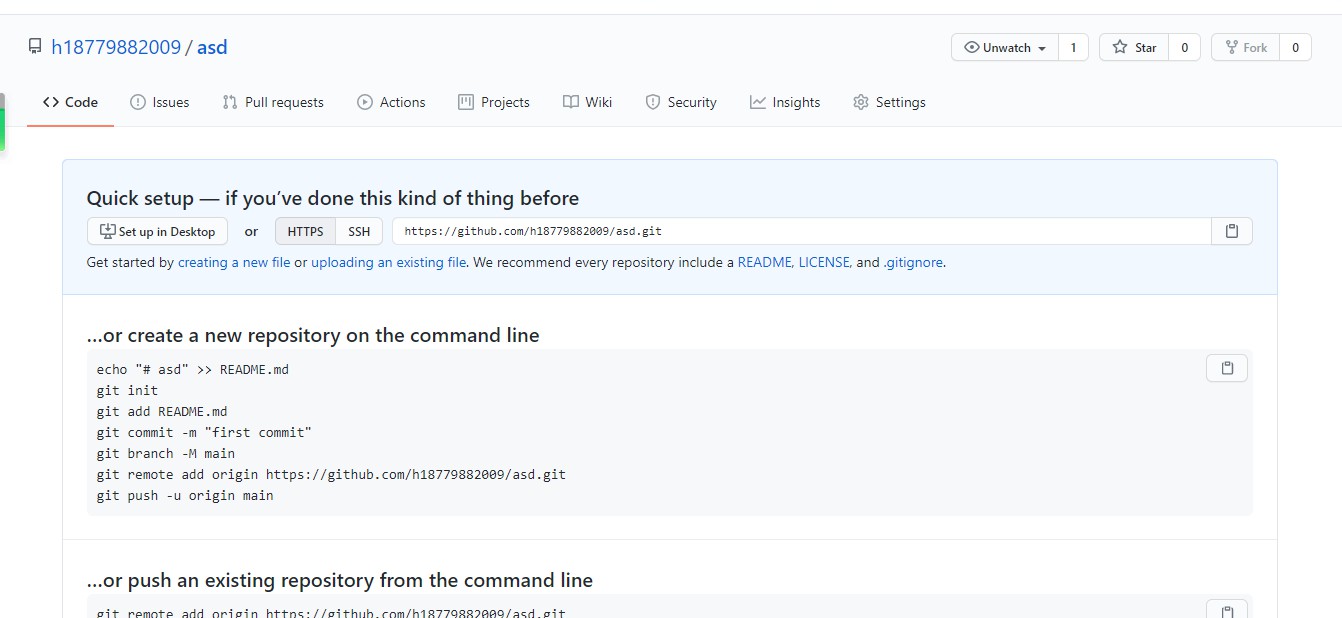 h18779882009 / asd
Unwatch 1 Star 0 Fork 0
Code Issues Pull requests Actions Projects Wiki Security Insights Settings
Quick setup — if you’ve done this kind of thing before
Set up in Desktop or HTTPS SSH https://github.com/h18779882009/asd.git
Get started by creating a new file or uploading an existing file. We recommend every repository include a README, LICENSE, and .gitignore.
…or create a new repository on the command line
echo "# asd" >> README.md
git init
git add README.md
git commit -m "first commit"
git branch -M main
git remote add origin https://github.com/h18779882009/asd.git
git push -u origin main
…or push an existing repository from the command line
git remote add origin https://github.com/h18779882009/asd.git